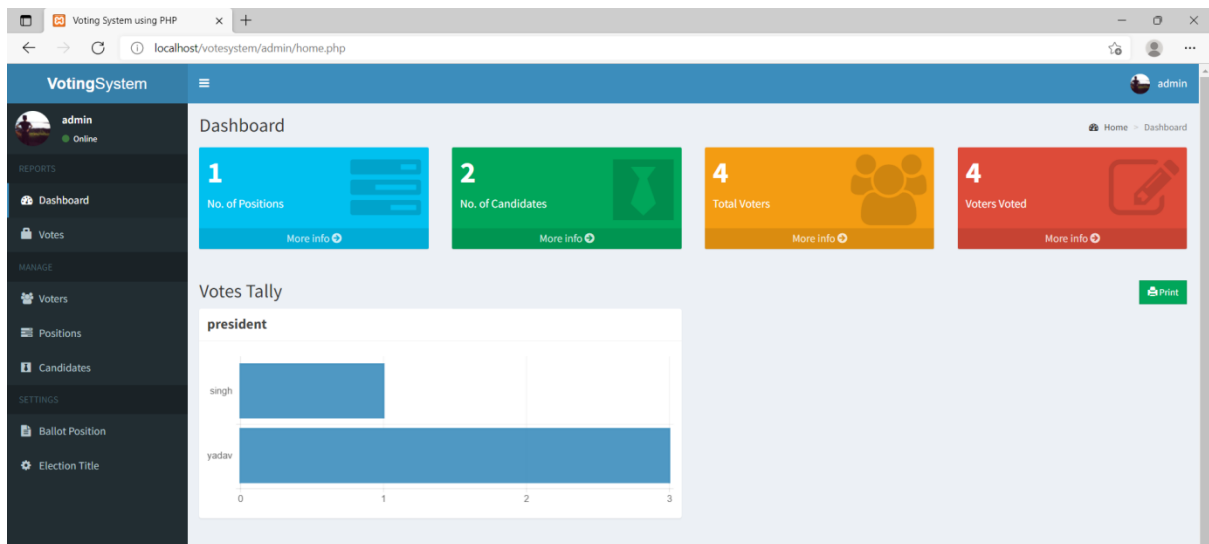 Voting System using PHP
localhost/votesystem/admin/home.php
VotingSystem
admin
admin
Online
REPORTS
Dashboard
Votes
MANAGE
Voters
Positions
Candidates
SETTINGS
Ballot Position
Election Title
Dashboard
Home > Dashboard
1
No. of Positions
More info
2
No. of Candidates
More info
4
Total Voters
More info
4
Voters Voted
More info
Votes Tally
Print
president
singh
yadav
0 1 2 3